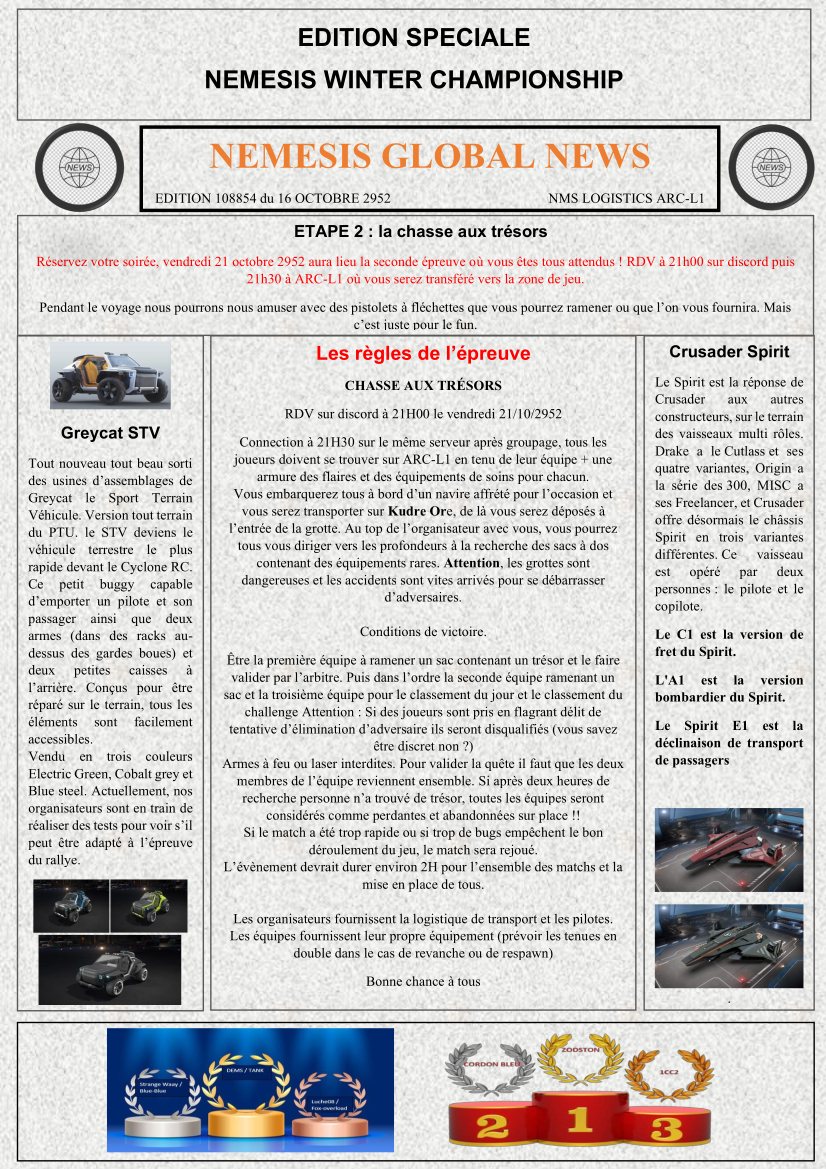 EDITION SPECIALE
NEMESIS WINTER CHAMPIONSHIP
NEWS
NEMESIS GLOBAL NEWS
EDITION 108854 du 16 OCTOBRE 2952 NMS LOGISTICS ARC-L1
NEWS
ETAPE 2 : la chasse aux trésors
Réservez votre soirée, vendredi 21 octobre 2952 aura lieu la seconde épreuve où vous êtes tous attendus ! RDV à 21h00 sur discord puis
21h30 à ARC-L1 où vous serez transféré vers la zone de jeu.
Pendant le voyage nous pourrons nous amuser avec des pistolets à fléchettes que vous pourrez ramener ou que l’on vous fournira. Mais
c’est juste pour le fun.
Greycat STV
Tout nouveau tout beau sorti
des usines d’assemblages de
Greycat le Sport Terrain
Véhicule. Version tout terrain
du PTU. le STV deviens le
véhicule terrestre le plus
rapide devant le Cyclone RC.
Ce petit buggy capable
d’emporter un pilote et son
passager ainsi que deux
armes (dans des racks au-
dessus des gardes boues) et
deux petites caisses à
l’arrière. Conçus pour être
réparé sur le terrain, tous les
éléments sont facilement
accessibles.
Vendu en trois couleurs
Electric Green, Cobalt grey et
Blue steel. Actuellement, nos
organisateurs sont en train de
réaliser des tests pour voir s’il
peut être adapté à l’épreuve
du rallye.
Les règles de l’épreuve
CHASSE AUX TRÉSORS
RDV sur discord à 21H00 le vendredi 21/10/2952
Connection à 21H30 sur le même serveur après groupage, tous les
joueurs doivent se trouver sur ARC-L1 en tenu de leur équipe + une
armure des flaires et des équipements de soins pour chacun.
Vous embarquerez tous à bord d’un navire affrété pour l’occasion et
vous serez transporter sur Kudre Ore, de là vous serez déposés à
l’entrée de la grotte. Au top de l’organisateur avec vous, vous pourrez
tous vous diriger vers les profondeurs à la recherche des sacs à dos
contenant des équipements rares. Attention, les grottes sont
dangereuses et les accidents sont vites arrivés pour se débarrasser
d’adversaires.
Conditions de victoire.
Être la première équipe à ramener un sac contenant un trésor et le faire
valider par l’arbitre. Puis dans l’ordre la seconde équipe ramenant un
sac et la troisième équipe pour le classement du jour et le classement du
challenge Attention : Si des joueurs sont pris en flagrant délit de
tentative d’élimination d’adversaire ils seront disqualifiés (vous savez
être discret non ?)
Armes à feu ou laser interdites. Pour valider la quête il faut que les deux
membres de l’équipe reviennent ensemble. Si après deux heures de
recherche personne n’a trouvé de trésor, toutes les équipes seront
considérés comme perdantes et abandonnées sur place !!
Si le match a été trop rapide ou si trop de bugs empêchent le bon
déroulement du jeu, le match sera rejoué.
L’évènement devrait durer environ 2H pour l’ensemble des matchs et la
mise en place de tous.
Les organisateurs fournissent la logistique de transport et les pilotes.
Les équipes fournissent leur propre équipement (prévoir les tenues en
double dans le cas de revanche ou de respawn)
Bonne chance à tous
Crusader Spirit
Le Spirit est la réponse de
Crusader aux autres
constructeurs, sur le terrain
des vaisseaux multi rôles.
Drake a le Cutlass et ses
quatre variantes, Origin a
la série des 300, MISC a
ses Freelancer, et Crusader
offre désormais le châssis
Spirit en trois variantes
différentes. Ce vaisseau
est opéré par deux
personnes : le pilote et le
copilote.
Le C1 est la version de
fret du Spirit.
L'A1 est la version
bombardier du Spirit.
Le Spirit E1 est la
déclinaison de transport
de passagers
.
Strange Waay /
Blue-Blue
DEMS / TANK
Luche08 /
Fox-overload
CORDON BLEU
ZODSTON
1CC2
2 1 3